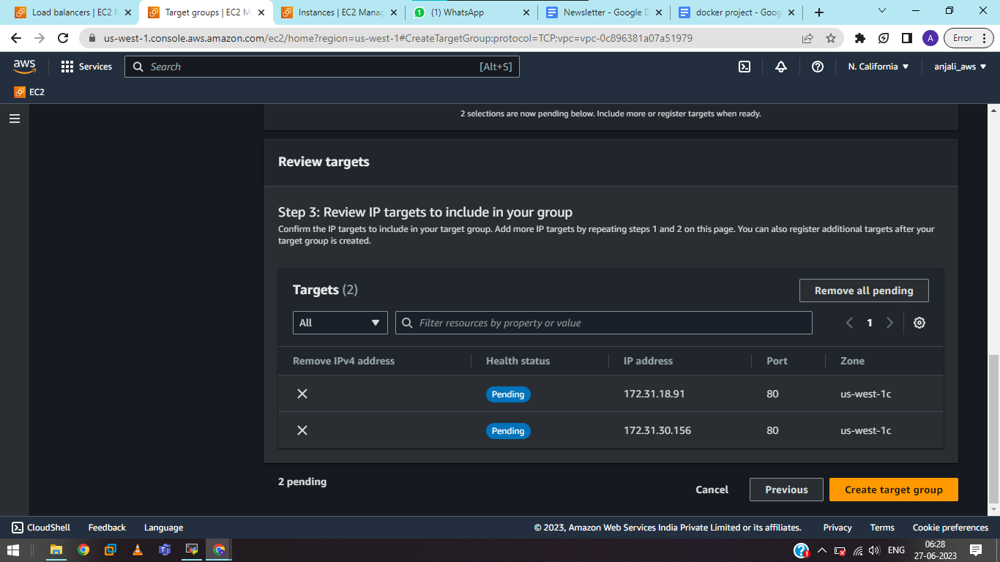 Load balancers | EC2 M
Target groups | EC2 M
Instances | EC2 Manag
1
(1) WhatsApp
Newsletter - Google D
docker project - Goog
us-west-1.console.aws.amazon.com/ec2/home?region=us-west-1#CreateTargetGroup:protocol=TCP;vpc=vpc-0c896381a07a51979
A
Error
aws
Services
Search
[Alt+S]
N. California
anjali_aws
EC2
2 selections are now pending below. Include more or register targets when ready.
Review targets
Step 3: Review IP targets to include in your group
Confirm the IP targets to include in your target group. Add more IP targets by repeating steps 1 and 2 on this page. You can also register additional targets after your
target group is created.
Targets (2)
Remove all pending
All
Filter resources by property or value
1
Remove IPv4 address
Health status
IP address
Port
Zone
Pending
172.31.18.91
80
us-west-1c
Pending
172.31.30.156
80
us-west-1c
2 pending
Cancel
Previous
Create target group
CloudShell
Feedback
Language
© 2023, Amazon Web Services India Private Limited or its affiliates.
Privacy
Terms
Cookie preferences
ENG
06:28
27-06-2023